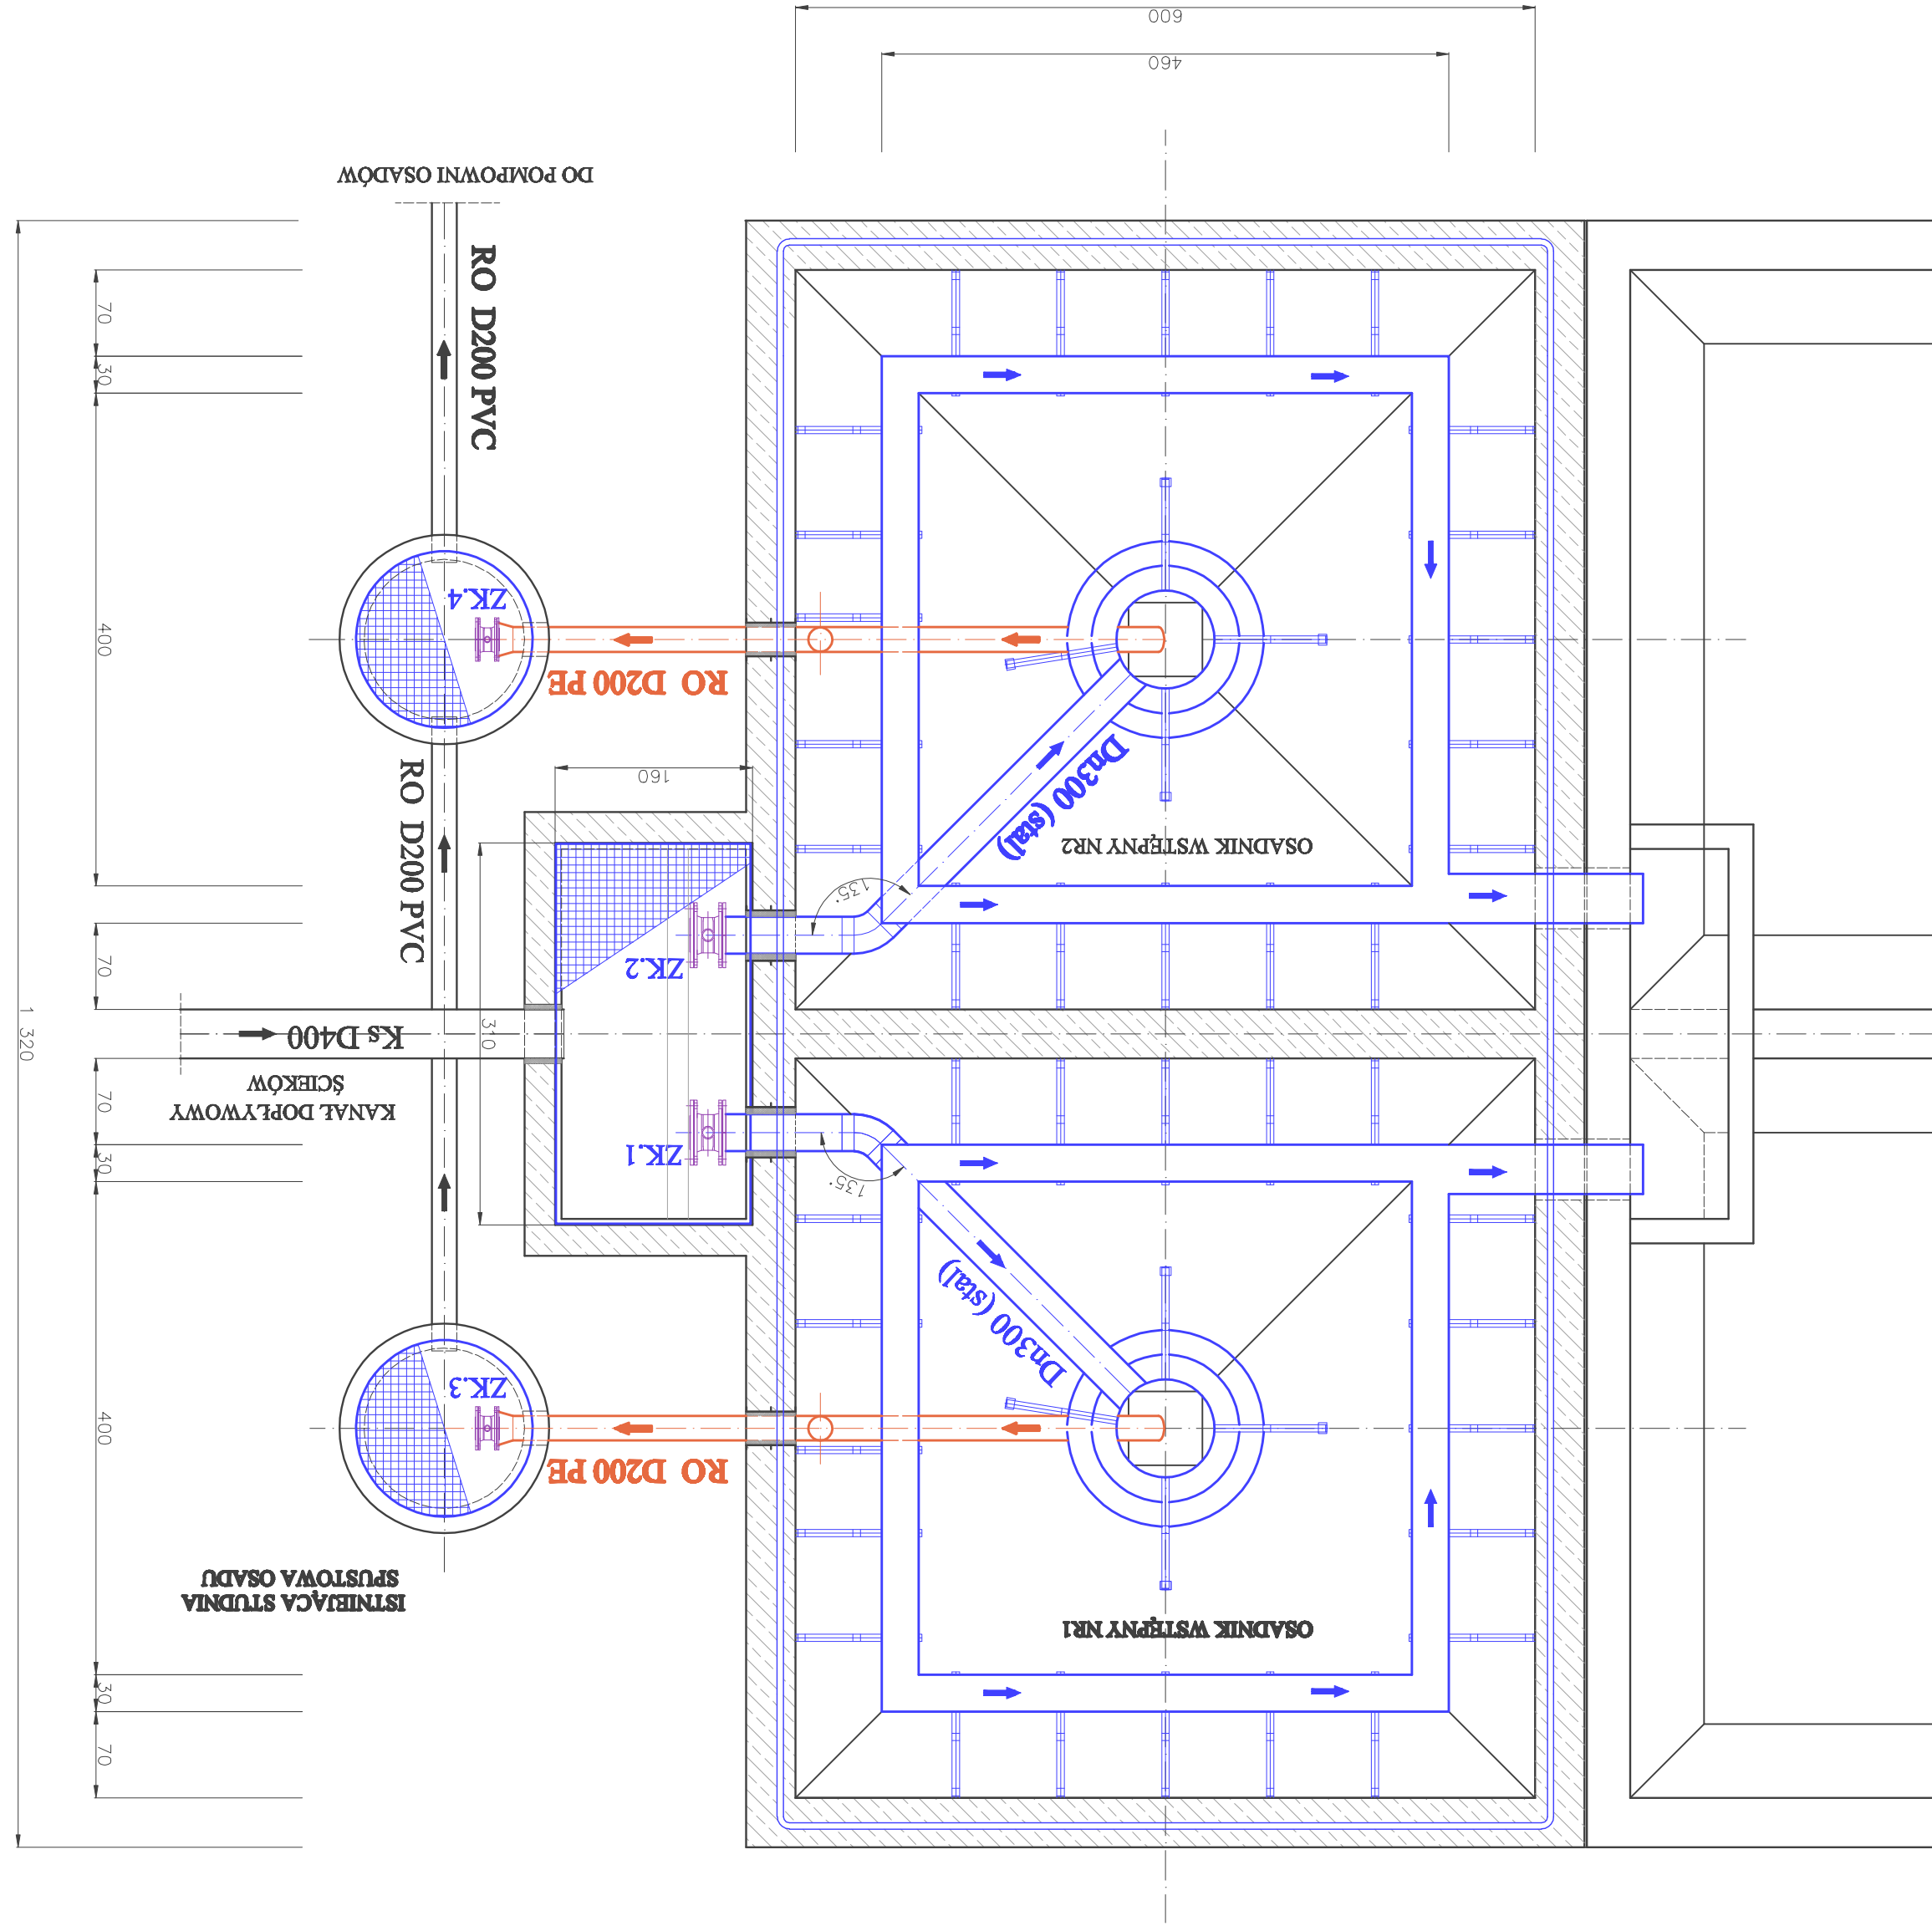 600
460
DO POMPOWNI OSADÓW
RO D200 PVC
70
30
400
70
1 320
70
30
400
30
70
ZK.4
RO D200 PE
RO D200 PVC
160
310
Dn300 (stal)
OSADNIK WSTĘPNY NR2
135°
ZK.2
Ks D400
KANAŁ DOPŁYWOWY
ŚCIEKÓW
ZK.1
135°
Dn300 (stal)
ZK.3
RO D200 PE
ISTNIEJĄCA STUDNIA
SPUSTOWA OSADU
OSADNIK WSTĘPNY NR1